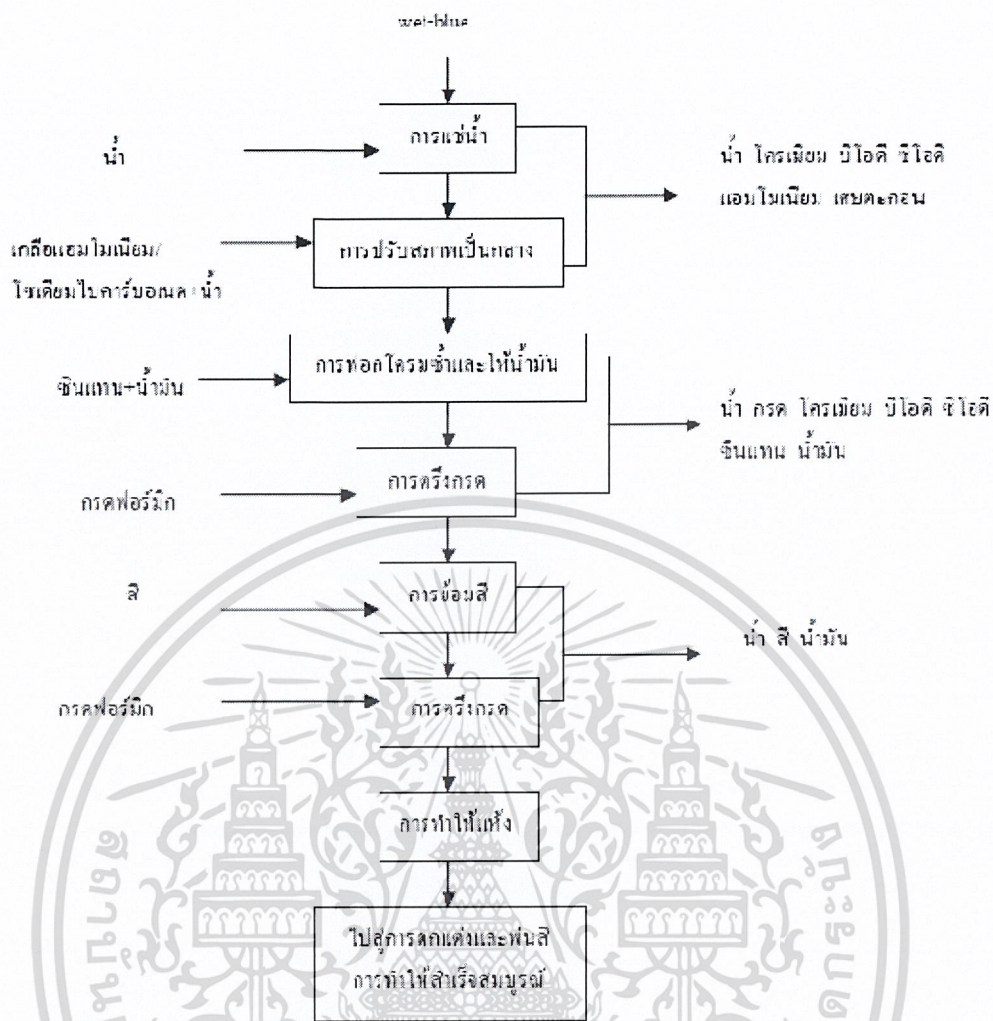 wet-blue
การแช่น้ำ
น้ำ
น้ำ โครเมียม บีโอดี ซีโอดี
แอมโมเนียม เศษตะกอน
เกลือแอมโมเนียม/
โซเดียมไบคาร์บอเนต+น้ำ
การปรับสภาพเป็นกลาง
การฟอกโครมซ้ำและให้น้ำมัน
ซินแทน+น้ำมัน
น้ำ กรด โครเมียม บีโอดี ซีโอดี
ซินแทน น้ำมัน
การตรึงกรด
กรดฟอร์มิก
สี
การย้อมสี
น้ำ สี น้ำมัน
กรดฟอร์มิก
การตรึงกรด
การทำให้แห้ง
ไปสู่การตกแต่งและพ่นสี
การทำให้สำเร็จสมบูรณ์